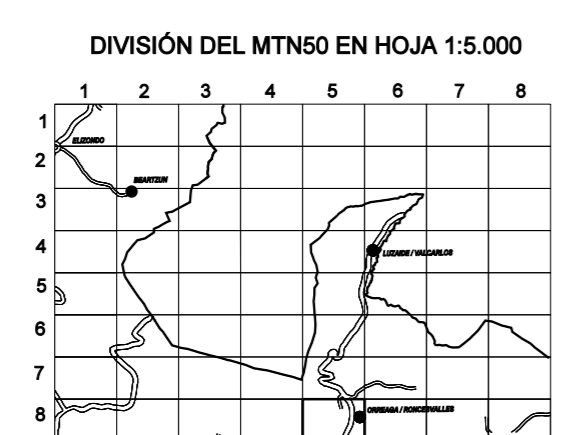 DIVISIÓN DEL MTN50 EN HOJA 1:5.000
1 2 3 4 5 6 7 8
1
ELIZONDO
2
BEARTZUN
3
4
LUZAIDE / VALCARLOS
5
6
7
ORREAGA / RONCESVALLES
8